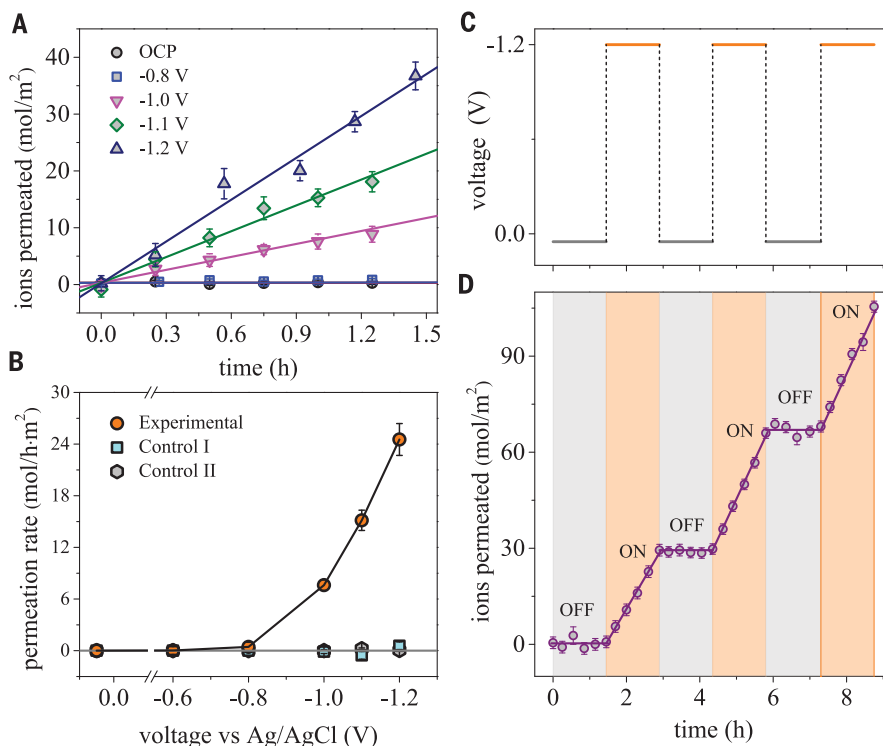 A
ions permeated (mol/m²)
40
30
20
10
0
OCP
-0.8 V
-1.0 V
-1.1 V
-1.2 V
0.0 0.3 0.6 0.9 1.2 1.5
time (h)
B
permeation rate (mol/h·m²)
30
24
18
12
6
0
Experimental
Control I
Control II
0.0 -0.6 -0.8 -1.0 -1.2
voltage vs Ag/AgCl (V)
C
voltage (V)
-1.2
0.0
D
ions permeated (mol/m²)
90
60
30
0
OFF
ON
OFF
ON
OFF
ON
0 2 4 6 8
time (h)